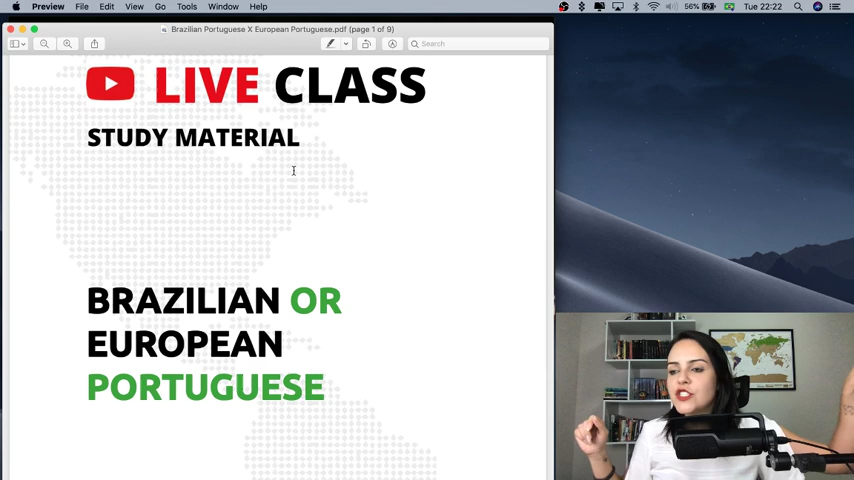 Preview File Edit View Go Tools Window Help
56% Tue 22:22
Brazilian Portuguese X European Portuguese.pdf (page 1 of 9)
Search
LIVE CLASS
STUDY MATERIAL
BRAZILIAN OR
EUROPEAN
PORTUGUESE